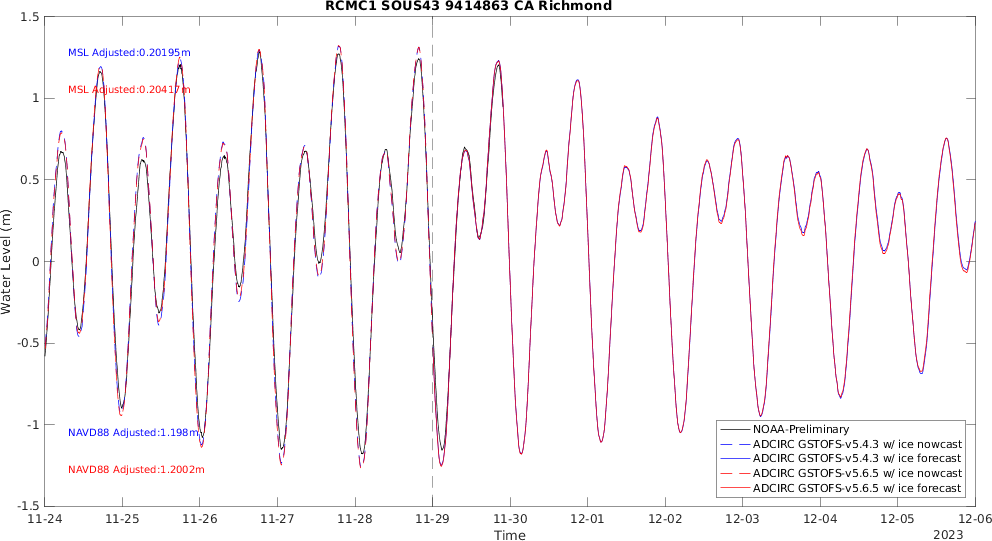 RCMC1 SOUS43 9414863 CA Richmond
1.5
1
0.5
0
-0.5
-1
-1.5
Water Level (m)
MSL Adjusted:0.20195m
MSL Adjusted:0.20417m
NAVD88 Adjusted:1.198m
NAVD88 Adjusted:1.2002m
NOAA-Preliminary
ADCIRC GSTOFS-v5.4.3 w/ ice nowcast
ADCIRC GSTOFS-v5.4.3 w/ ice forecast
ADCIRC GSTOFS-v5.6.5 w/ ice nowcast
ADCIRC GSTOFS-v5.6.5 w/ ice forecast
11-24 11-25 11-26 11-27 11-28 11-29 11-30 12-01 12-02 12-03 12-04 12-05 12-06
Time
2023